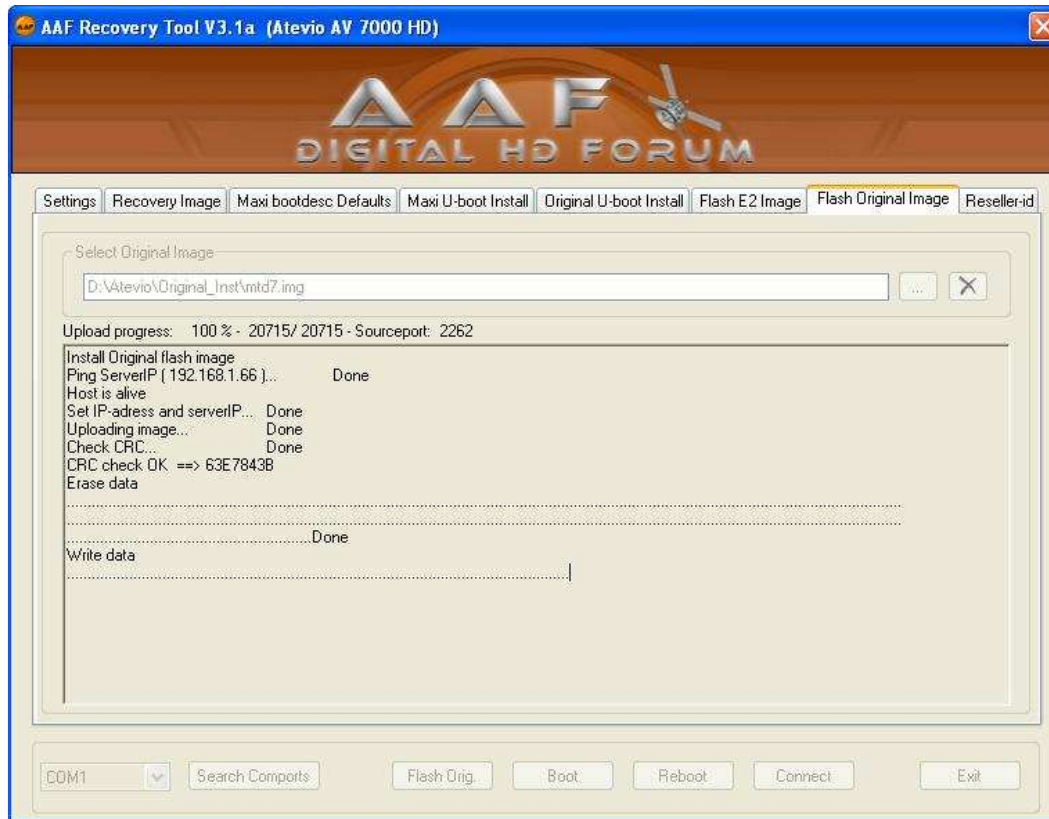 AAF Recovery Tool V3.1a (Atevio AV 7000 HD)
AAF
DIGITAL HD FORUM
Settings Recovery Image Maxi bootdesc Defaults Maxi U-boot Install Original U-boot Install Flash E2 Image Flash Original Image Reseller-id
Select Original Image
D:\Atevio\Original_Inst\mtd7.img ...
Upload progress: 100 % - 20715/ 20715 - Sourceport: 2262
Install Original flash image
Ping ServerIP ( 192.168.1.66 )... Done
Host is alive
Set IP-adress and serverIP... Done
Uploading image... Done
Check CRC... Done
CRC check OK ==> 63E7843B
Erase data
Done
Write data
COM1 Search Comports Flash Orig. Boot Reboot Connect Exit